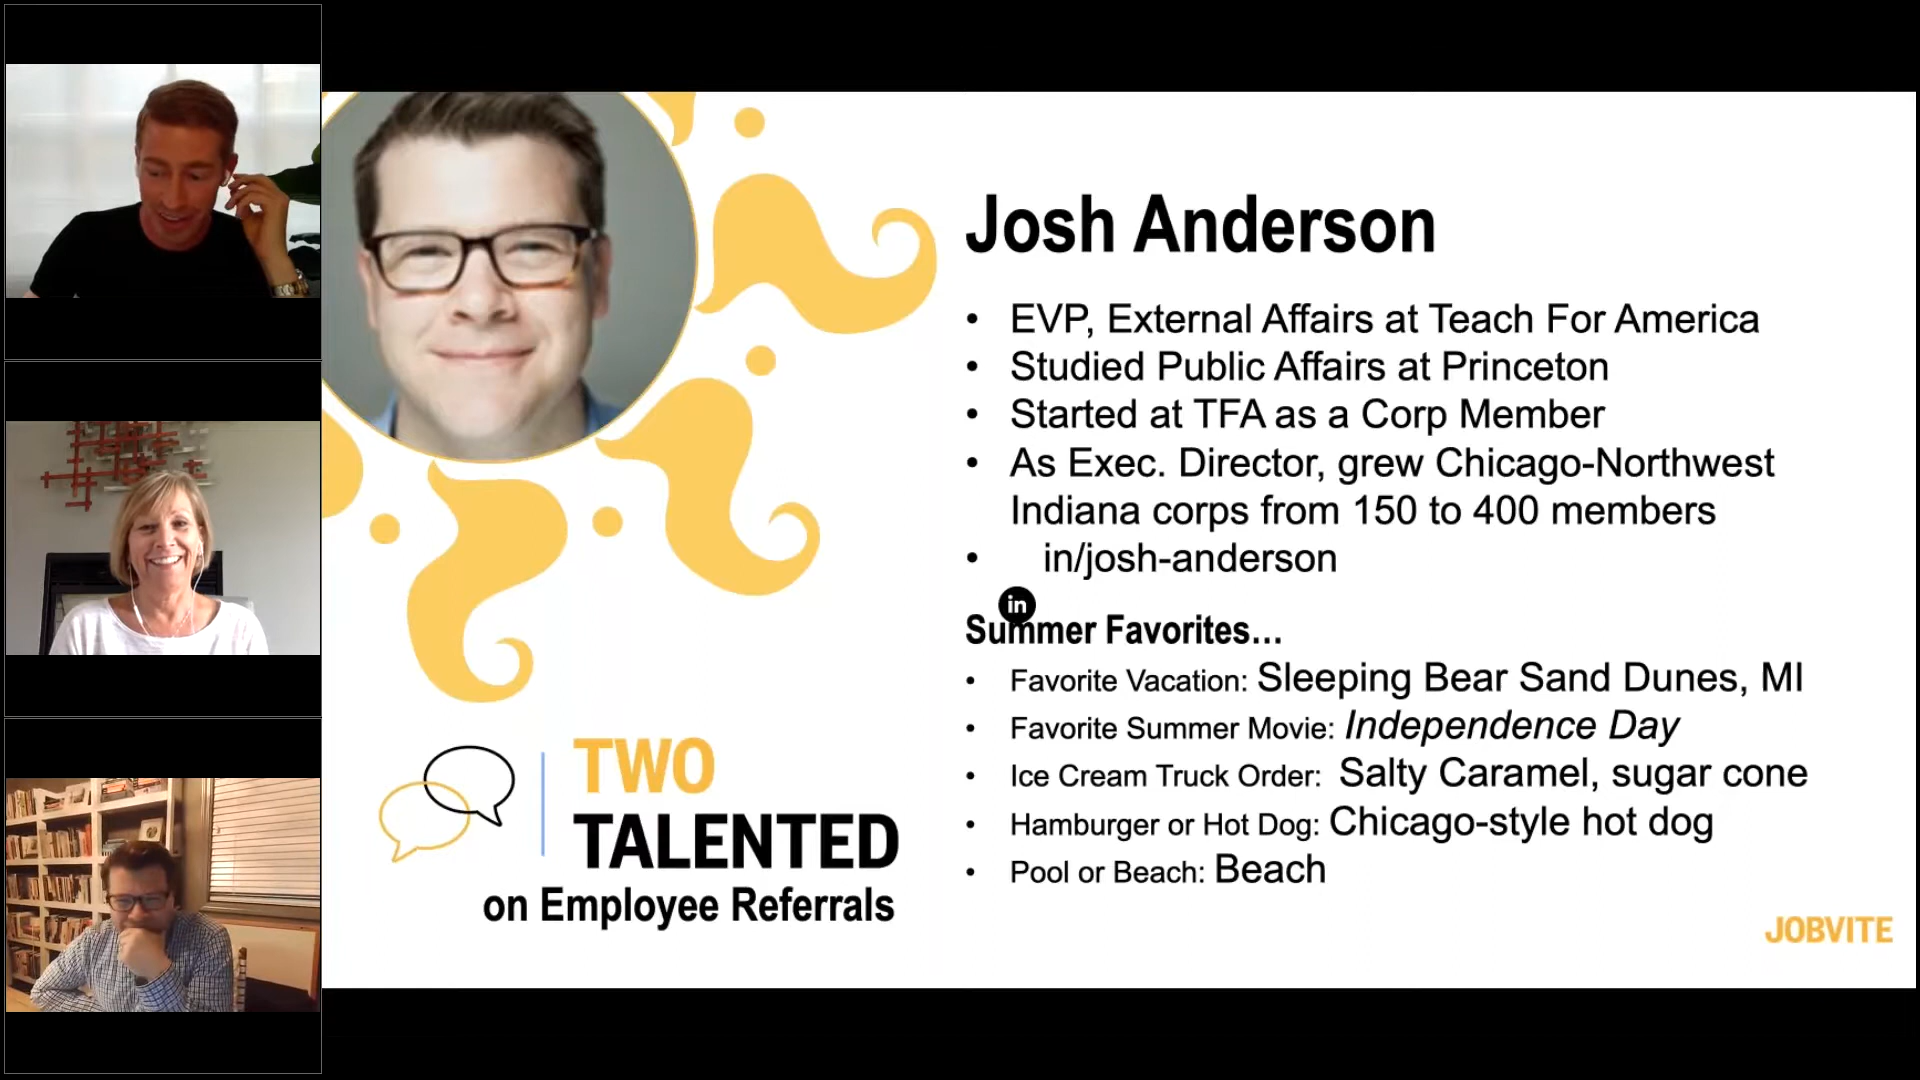 Josh Anderson
• EVP, External Affairs at Teach For America
• Studied Public Affairs at Princeton
• Started at TFA as a Corp Member
• As Exec. Director, grew Chicago-Northwest
Indiana corps from 150 to 400 members
• in/josh-anderson
in
Summer Favorites...
• Favorite Vacation: Sleeping Bear Sand Dunes, MI
• Favorite Summer Movie: Independence Day
• Ice Cream Truck Order: Salty Caramel, sugar cone
• Hamburger or Hot Dog: Chicago-style hot dog
• Pool or Beach: Beach
TWO
TALENTED
on Employee Referrals
JOBVITE